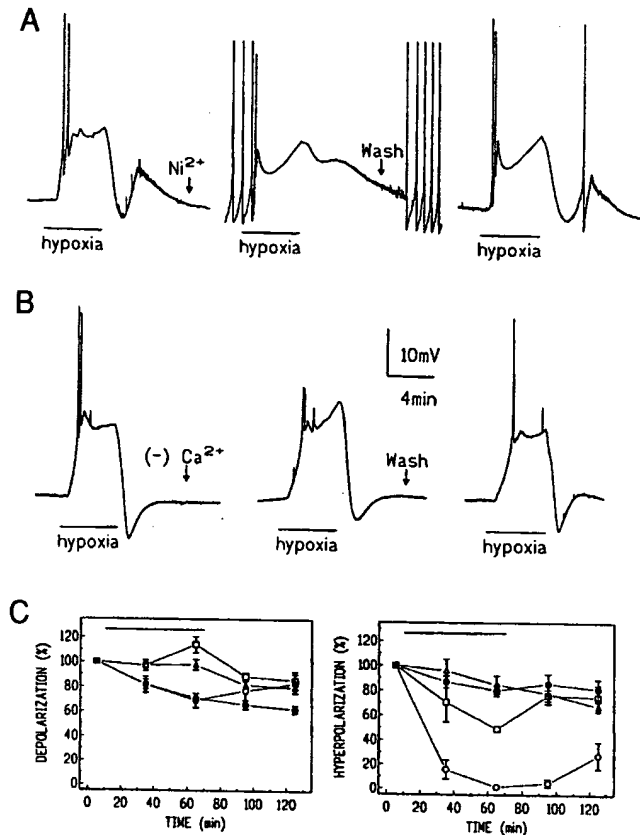 A
Ni²⁺
Wash
hypoxia
hypoxia
hypoxia
B
10mV
4min
(-) Ca²⁺
Wash
hypoxia
hypoxia
hypoxia
C
DEPOLARIZATION (%)
120
100
80
60
40
20
0
0 20 40 60 80 100 120
TIME (min)
HYPERPOLARIZATION (%)
120
100
80
60
40
20
0
0 20 40 60 80 100 120
TIME (min)